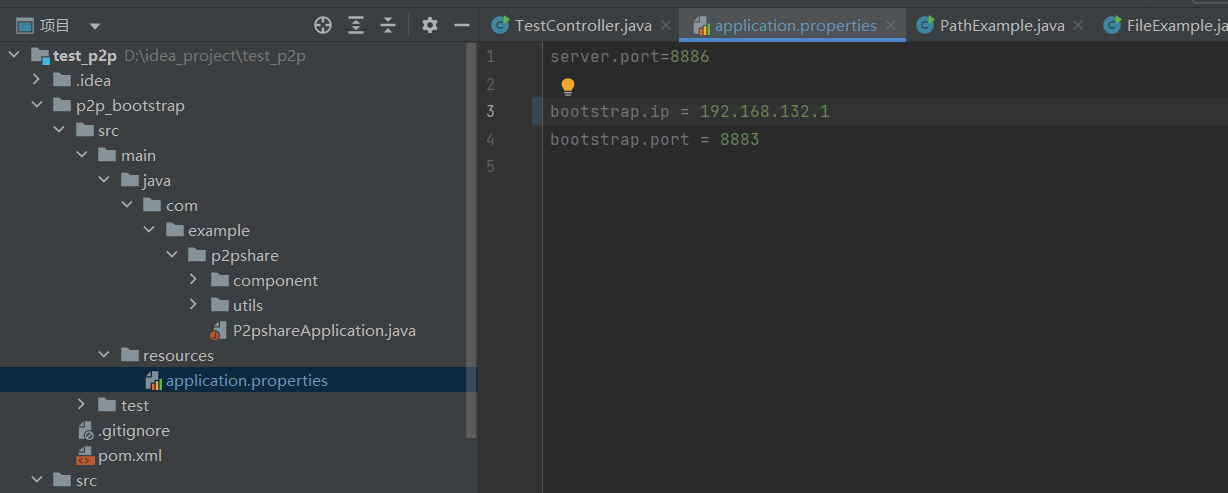 项目
test_p2p D:\idea_project\test_p2p
.idea
p2p_bootstrap
src
main
java
com
example
p2pshare
component
utils
P2pshareApplication.java
resources
application.properties
test
.gitignore
pom.xml
src
TestController.java application.properties PathExample.java FileExample.ja
1 server.port=8886
2
3 bootstrap.ip = 192.168.132.1
4 bootstrap.port = 8883
5